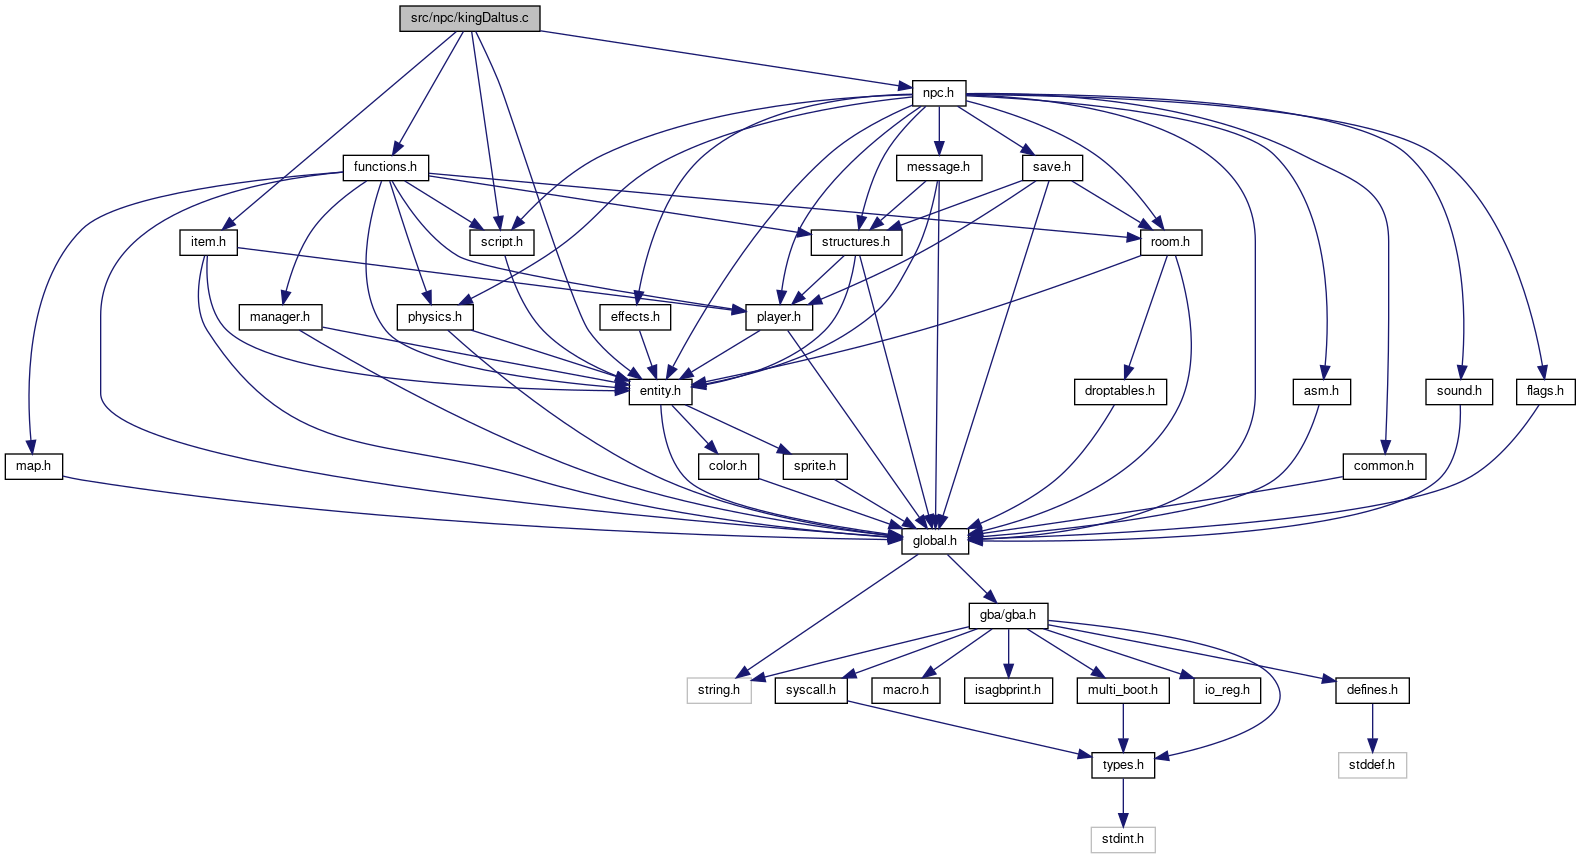 src/npc/kingDaltus.c
npc.h
functions.h
message.h
save.h
item.h
script.h
structures.h
room.h
manager.h
physics.h
effects.h
player.h
entity.h
droptables.h
asm.h
sound.h
flags.h
map.h
color.h
sprite.h
common.h
global.h
gba/gba.h
string.h
syscall.h
macro.h
isagbprint.h
multi_boot.h
io_reg.h
defines.h
types.h
stddef.h
stdint.h